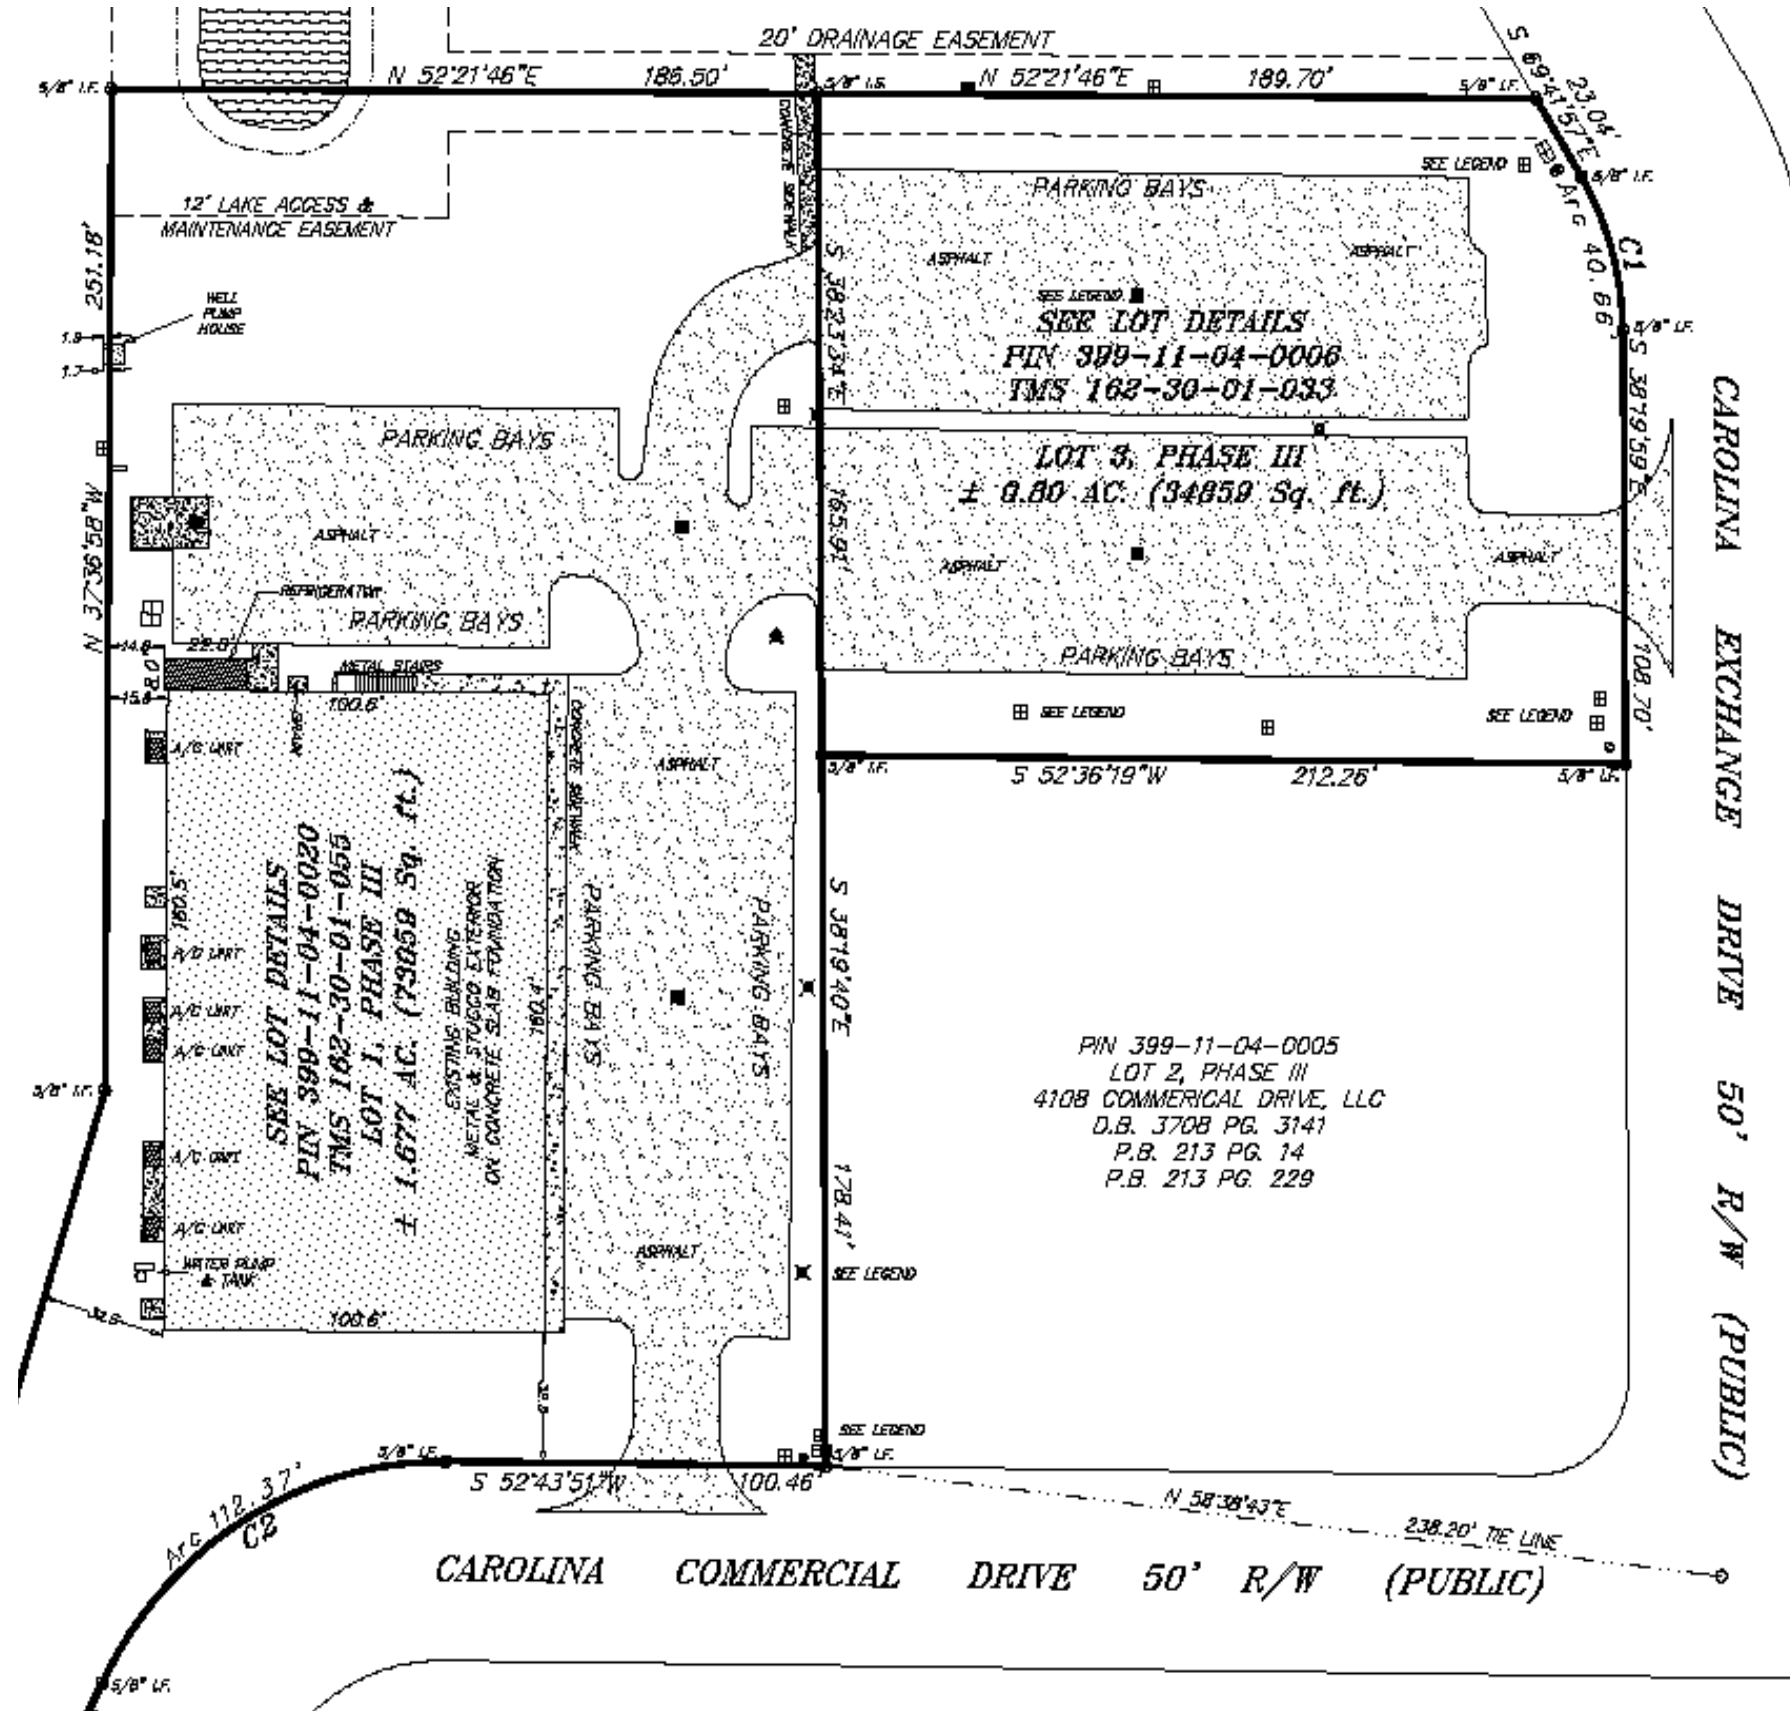 20' DRAINAGE EASEMENT
5/8" I.F.
N 52°21'46"E 186.50'
5/8" I.S.
N 52°21'46"E 189.70'
5/8" I.F.
S 69°41'57"E
23.04'
5/8" I.F.
CONCRETE SIDEWALK
SEE LEGEND
Arc 40.66'
C1
PARKING BAYS
12' LAKE ACCESS &
MAINTENANCE EASEMENT
251.18'
N 37°36'58"W
WELL
PUMP
HOUSE
1.9
1.7
S 38°23'34"E
165.91'
ASPHALT
ASPHALT
SEE LEGEND
SEE LOT DETAILS
PIN 399-11-04-0006
TMS 162-30-01-033
5/8" I.F.
S 38°19'59"E
108.70'
LOT 3, PHASE III
± 0.80 AC. (34859 Sq. ft.)
PARKING BAYS
ASPHALT
ASPHALT
ASPHALT
REFRIGERATOR
PARKING BAYS
22.0'
8.0
METAL STAIRS
100.6'
PARKING BAYS
SEE LEGEND
SEE LEGEND
A/C UNIT
CONCRETE SIDEWALK
ASPHALT
5/8" I.F.
S 52°36'19"W 212.26'
5/8" I.F.
SEE LOT DETAILS
PIN 399-11-04-0020
TMS 162-30-01-055
LOT 1, PHASE III
± 1.677 AC. (73059 Sq. ft.)
EXISTING BUILDING
METAL & STUCCO EXTERIOR
ON CONCRETE SLAB FOUNDATION
160.5'
160.4'
PARKING BAYS
PARKING BAYS
S 38°19'40"E
178.41'
A/C UNIT
A/C UNIT
A/C UNIT
5/8" I.F.
A/C UNIT
A/C UNIT
PIN 399-11-04-0005
LOT 2, PHASE III
4108 COMMERICAL DRIVE, LLC
D.B. 3708 PG. 3141
P.B. 213 PG. 14
P.B. 213 PG. 229
WATER PUMP
& TANK
ASPHALT
SEE LEGEND
100.6'
SEE LEGEND
5/8" I.F.
5/8" I.F.
S 52°43'51"W 100.46'
Arc 112.37'
C2
N 58°38'43"E
238.20' TIE LINE
CAROLINA COMMERCIAL DRIVE 50' R/W (PUBLIC)
5/8" I.F.
CAROLINA EXCHANGE DRIVE 50' R/W (PUBLIC)